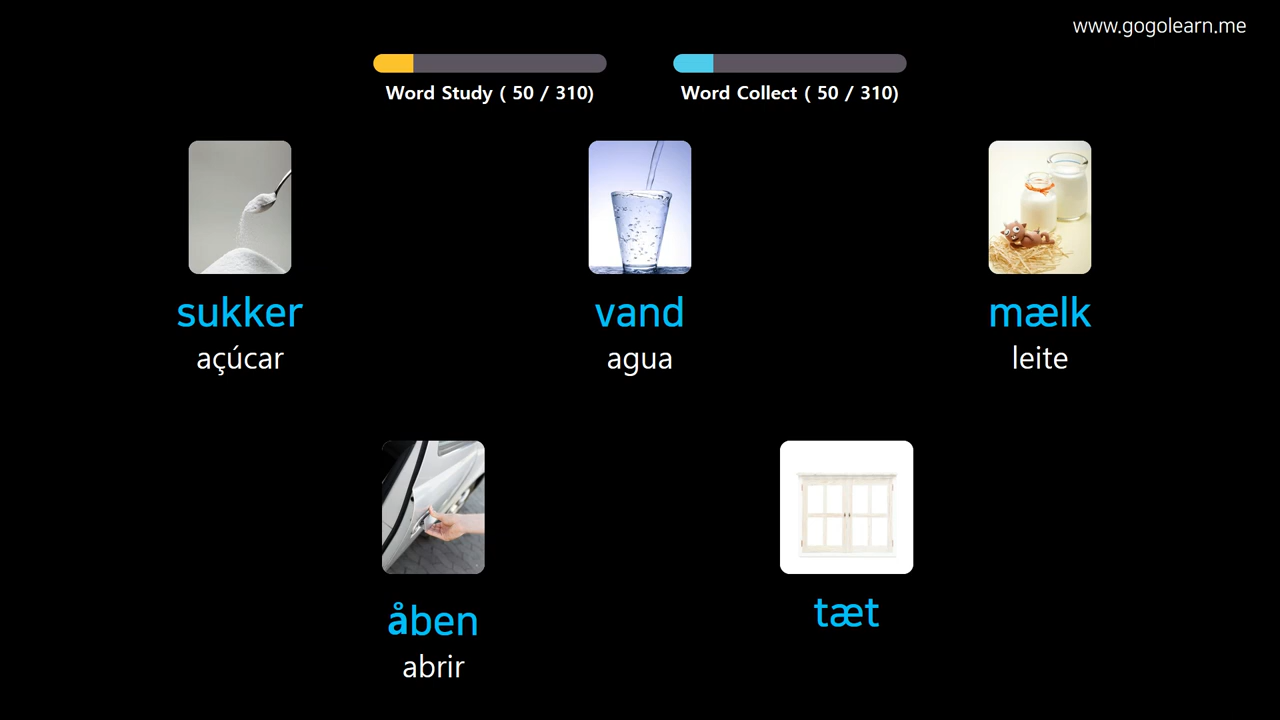 www.gogolearn.me
Word Study ( 50 / 310)
Word Collect ( 50 / 310)
sukker
açúcar
vand
agua
mælk
leite
åben
abrir
tæt